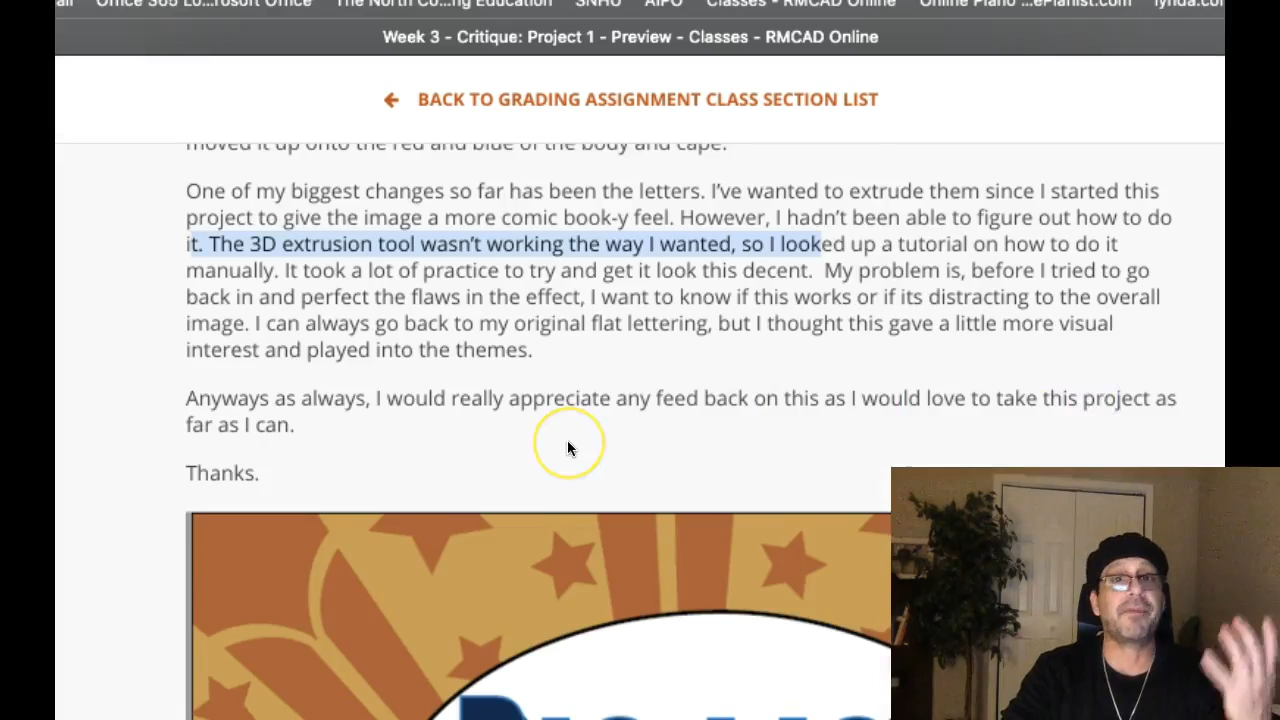 Office 365 Lo...rosoft Office The North Co...ng Education SNHU AIPO Classes - RMCAD Online Online Piano ...ePianist.com lynda.co
Week 3 - Critique: Project 1 - Preview - Classes - RMCAD Online
BACK TO GRADING ASSIGNMENT CLASS SECTION LIST
moved it up onto the red and blue of the body and cape.
One of my biggest changes so far has been the letters. I've wanted to extrude them since I started this
project to give the image a more comic book-y feel. However, I hadn't been able to figure out how to do
it. The 3D extrusion tool wasn't working the way I wanted, so I looked up a tutorial on how to do it
manually. It took a lot of practice to try and get it look this decent. My problem is, before I tried to go
back in and perfect the flaws in the effect, I want to know if this works or if its distracting to the overall
image. I can always go back to my original flat lettering, but I thought this gave a little more visual
interest and played into the themes.
Anyways as always, I would really appreciate any feed back on this as I would love to take this project as
far as I can.
Thanks.